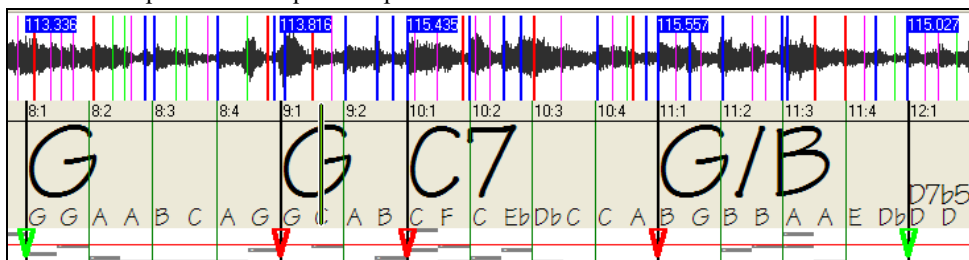 113.336 113.816 115.435 115.557 115.027
8:1 8:2 8:3 8:4 9:1 9:2 10:1 10:2 10:3 10:4 11:1 11:2 11:3 11:4 12:1
G G C7 G/B D7b5
G G A A B C A G G C A B C F C Eb Db C C A B G B B A A E Db D D